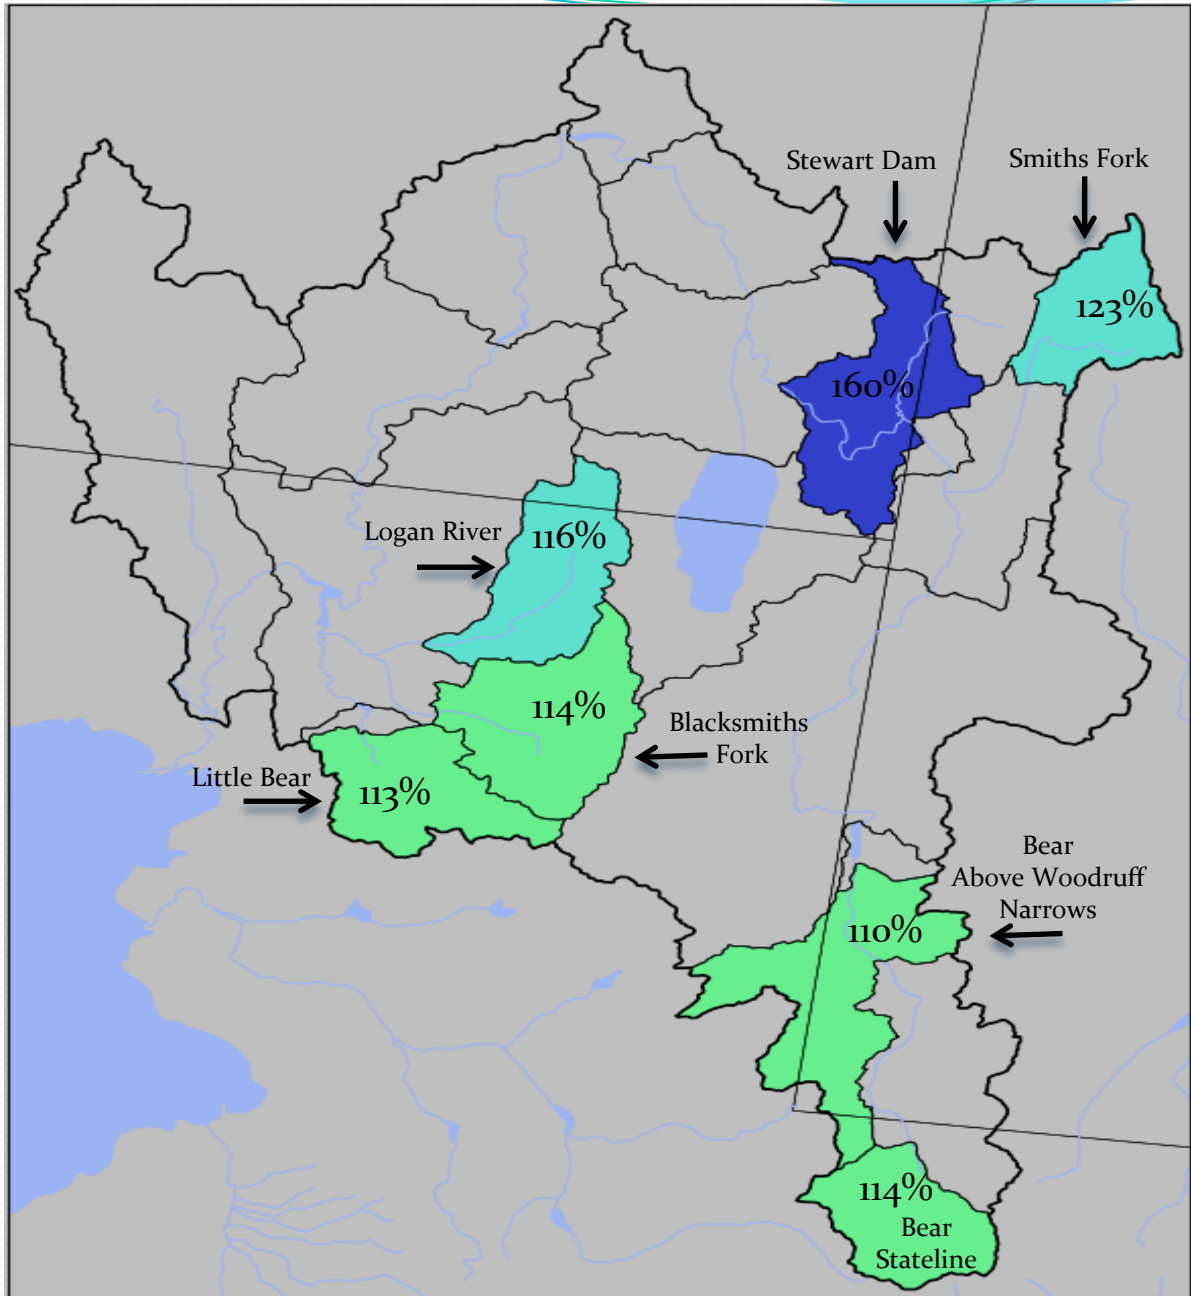 Stewart Dam
Smiths Fork
123%
160%
Logan River
116%
114%
Blacksmiths
Fork
Little Bear
113%
Bear
Above Woodruff
Narrows
110%
114%
Bear
Stateline